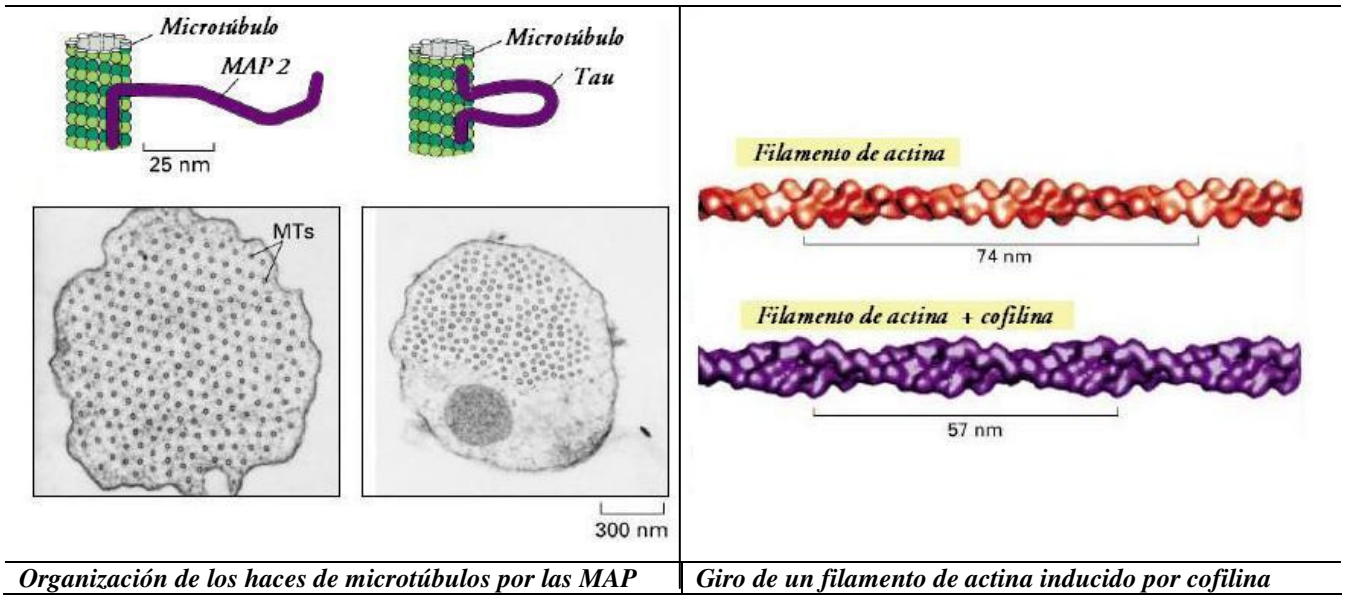 Microtúbulo
MAP 2
25 nm
Microtúbulo
Tau
MTs
300 nm
Organización de los haces de microtúbulos por las MAP
Filamento de actina
74 nm
Filamento de actina + cofilina
57 nm
Giro de un filamento de actina inducido por cofilina